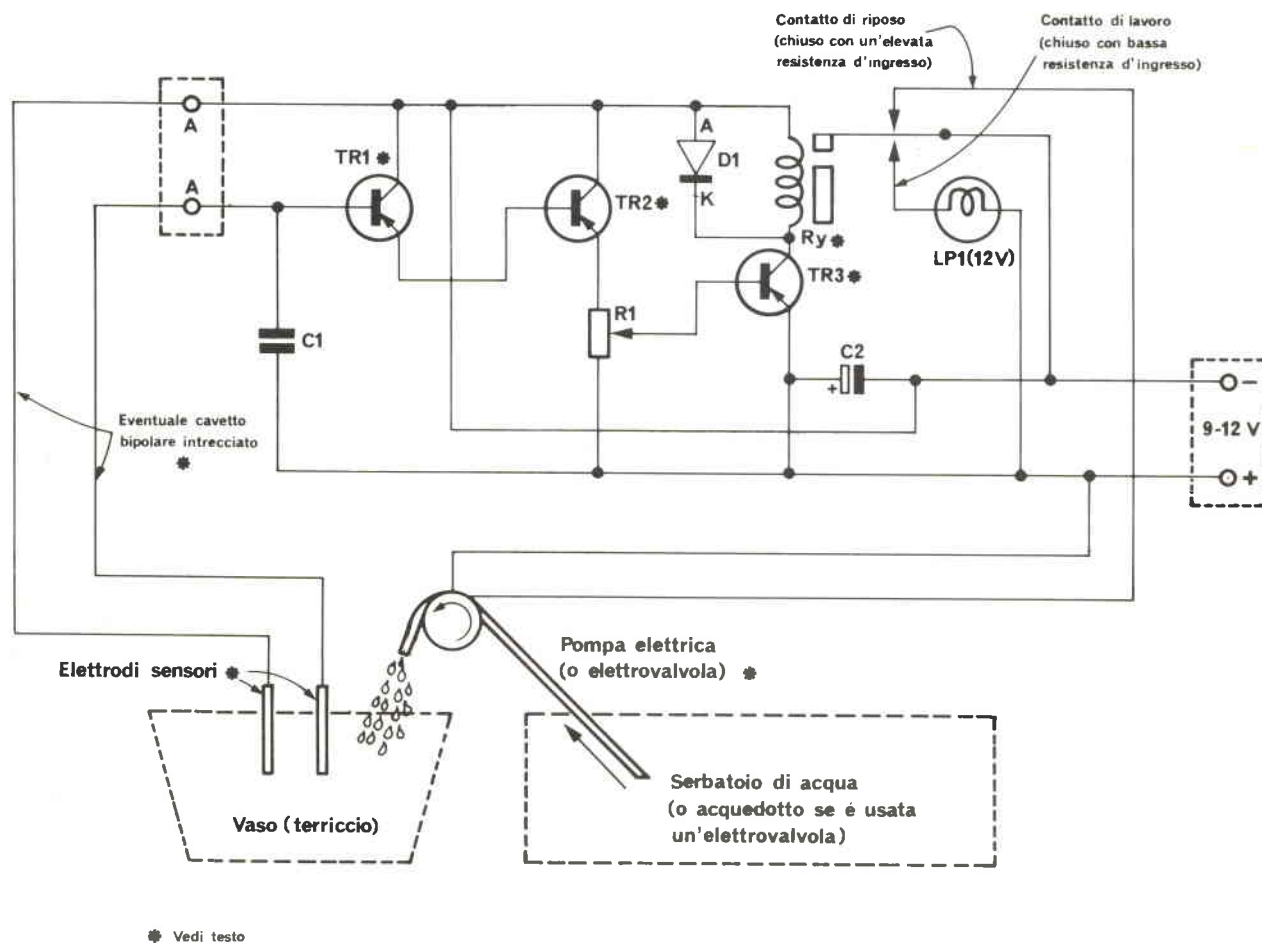 Contatto di riposo
(chiuso con un'elevata
resistenza d'ingresso)
Contatto di lavoro
(chiuso con bassa
resistenza d'ingresso)
A
A
TR1 ✱
TR2 ✱
A
D1
K
Ry ✱
TR3 ✱
LP1(12V)
C1
R1
C2
+
−
9-12 V
+
Eventuale cavetto
bipolare intrecciato
✱
Elettrodi sensori ✱
Pompa elettrica
(o elettrovalvola) ✱
Vaso (terriccio)
Serbatoio di acqua
(o acquedotto se é usata
un'elettrovalvola)
✱ Vedi testo